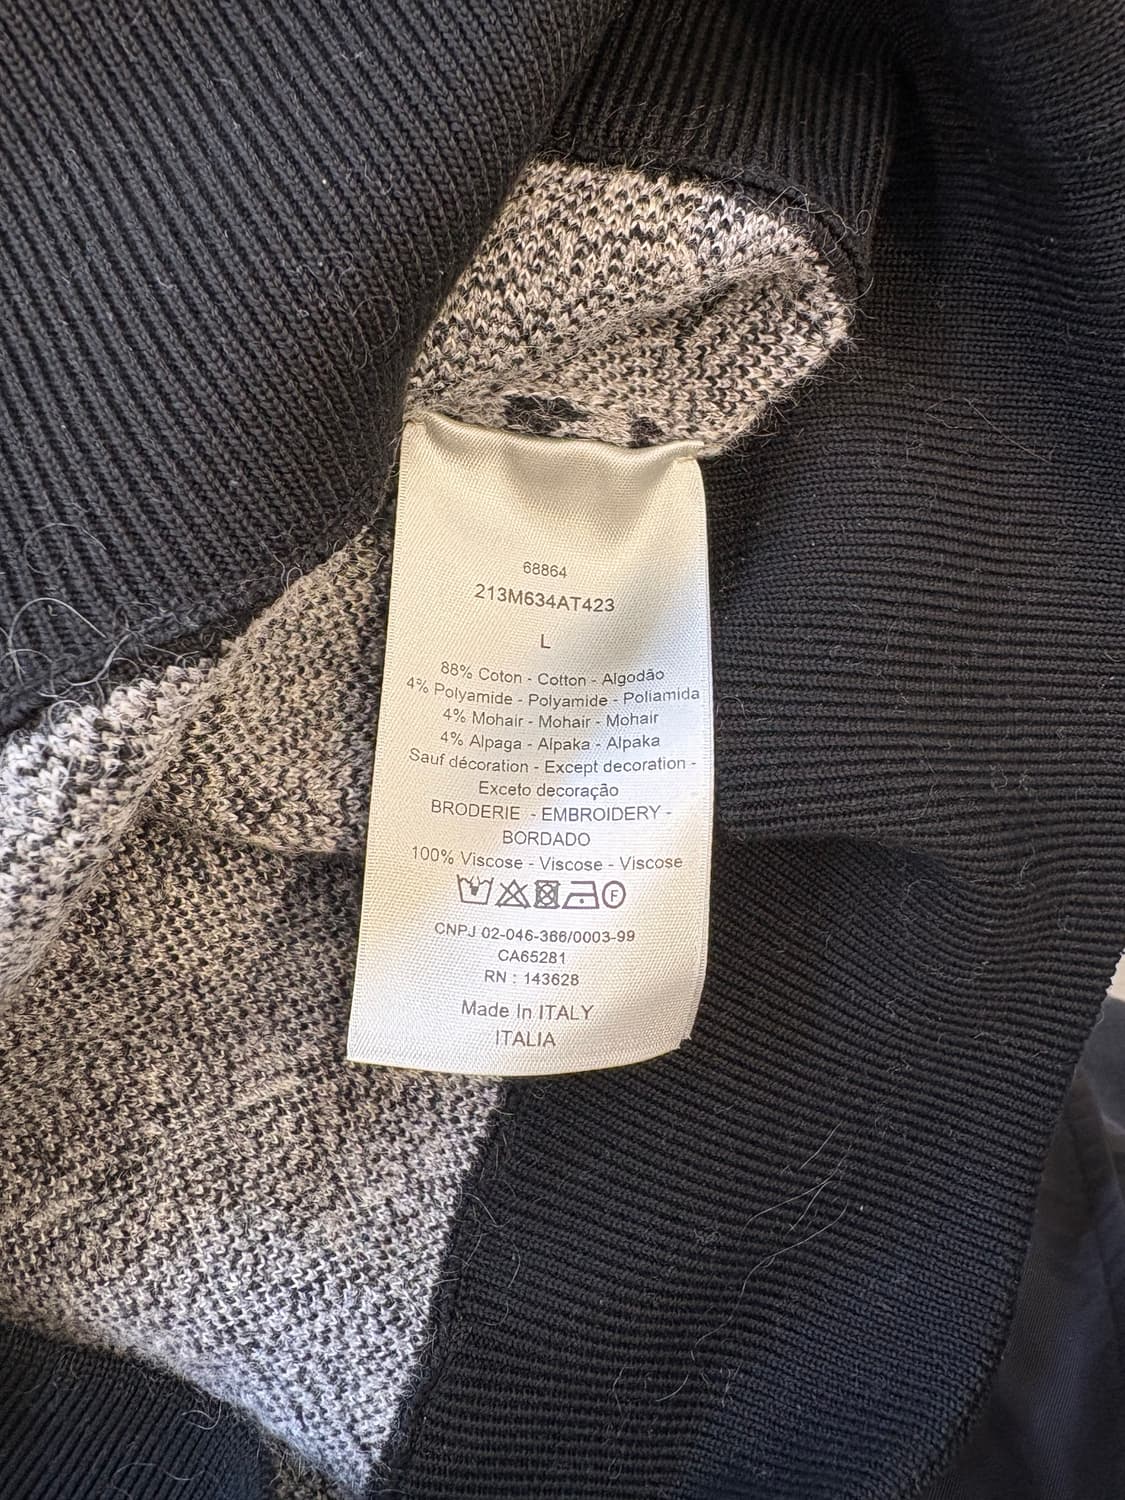 68864
213M634AT423
L
88% Coton - Cotton - Algodão
4% Polyamide - Polyamide - Poliamida
4% Mohair - Mohair - Mohair
4% Alpaga - Alpaka - Alpaka
Sauf décoration - Except decoration -
Exceto decoração
BRODERIE - EMBROIDERY -
BORDADO
100% Viscose - Viscose - Viscose
F
CNPJ 02-046-366/0003-99
CA65281
RN : 143628
Made In ITALY
ITALIA